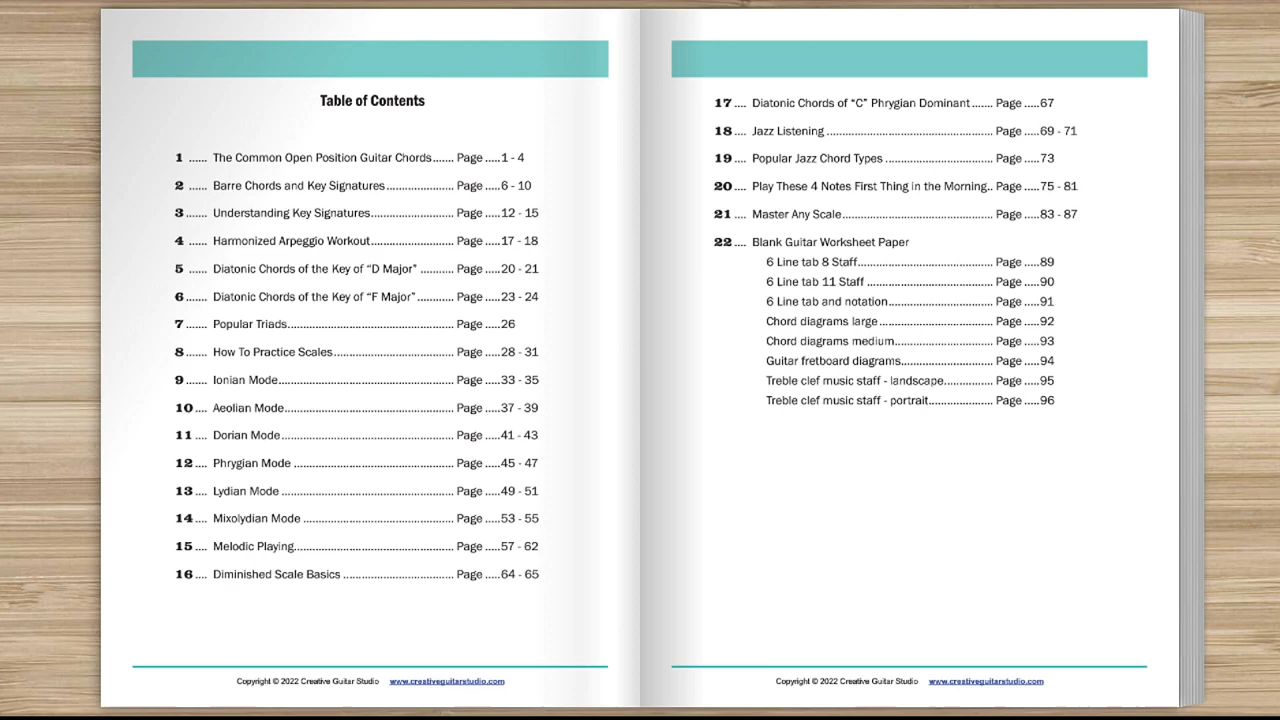 Table of Contents
1 ...... The Common Open Position Guitar Chords....... Page .....1 - 4
2 ...... Barre Chords and Key Signatures...................... Page .....6 - 10
3 ...... Understanding Key Signatures........................... Page .....12 - 15
4 ...... Harmonized Arpeggio Workout........................... Page .....17 - 18
5 ...... Diatonic Chords of the Key of “D Major” ........... Page .....20 - 21
6 ...... Diatonic Chords of the Key of “F Major” ............ Page .....23 - 24
7 ...... Popular Triads...................................................... Page .....26
8 ...... How To Practice Scales........................................ Page .....28 - 31
9 ...... Ionian Mode.......................................................... Page .....33 - 35
10 .... Aeolian Mode........................................................ Page .....37 - 39
11 .... Dorian Mode......................................................... Page .....41 - 43
12 .... Phrygian Mode ..................................................... Page .....45 - 47
13 .... Lydian Mode ......................................................... Page .....49 - 51
14 .... Mixolydian Mode .................................................. Page .....53 - 55
15 .... Melodic Playing..................................................... Page .....57 - 62
16 .... Diminished Scale Basics ..................................... Page .....64 - 65
Copyright © 2022 Creative Guitar Studio www.creativeguitarstudio.com
17 .... Diatonic Chords of “C” Phrygian Dominant ....... Page .....67
18 .... Jazz Listening ...................................................... Page .....69 - 71
19 .... Popular Jazz Chord Types ................................... Page .....73
20 .... Play These 4 Notes First Thing in the Morning.. Page .....75 - 81
21 .... Master Any Scale................................................. Page .....83 - 87
22 .... Blank Guitar Worksheet Paper
6 Line tab 8 Staff............................................ Page .....89
6 Line tab 11 Staff .......................................... Page .....90
6 Line tab and notation.................................. Page .....91
Chord diagrams large ..................................... Page .....92
Chord diagrams medium................................ Page .....93
Guitar fretboard diagrams.............................. Page .....94
Treble clef music staff - landscape................ Page .....95
Treble clef music staff - portrait..................... Page .....96
Copyright © 2022 Creative Guitar Studio www.creativeguitarstudio.com